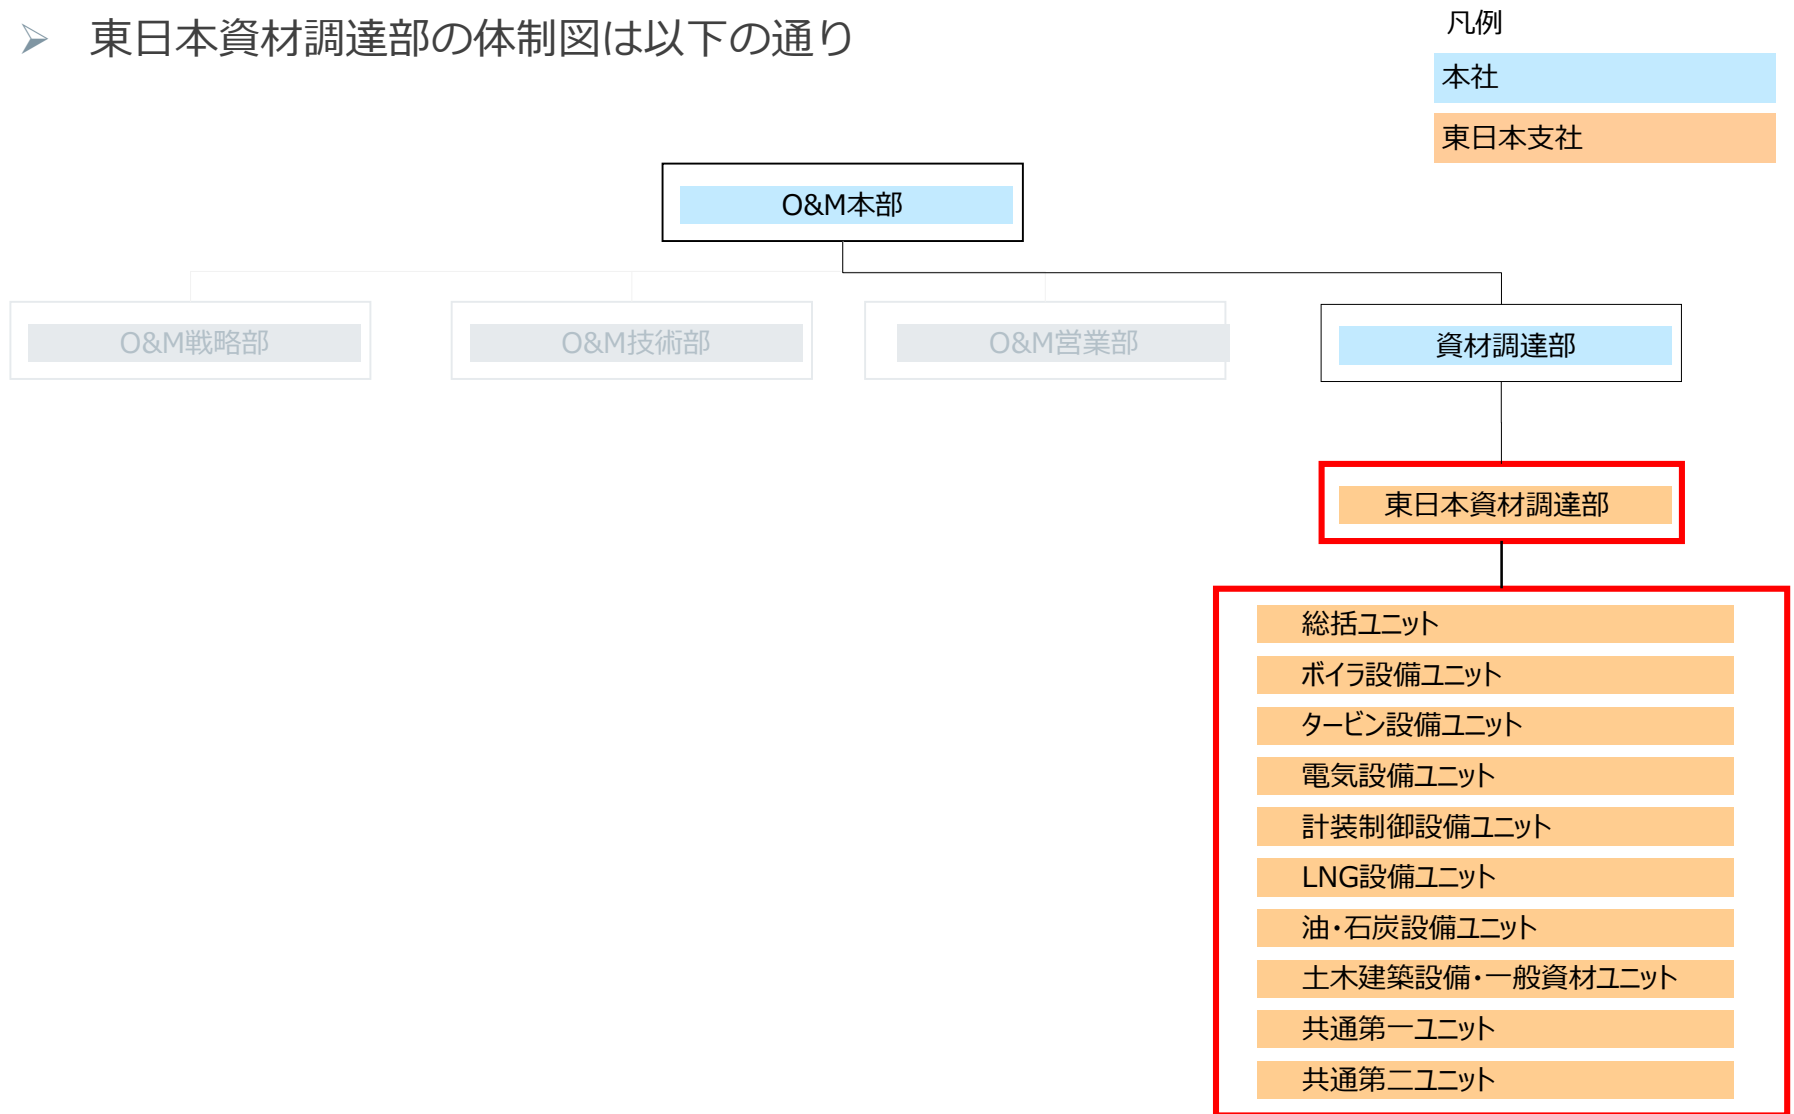 ➢ 東日本資材調達部の体制図は以下の通り
凡例
本社
東日本支社
O&M本部
O&M戦略部
O&M技術部
O&M営業部
資材調達部
東日本資材調達部
総括ユニット
ボイラ設備ユニット
タービン設備ユニット
電気設備ユニット
計装制御設備ユニット
LNG設備ユニット
油・石炭設備ユニット
土木建築設備・一般資材ユニット
共通第一ユニット
共通第二ユニット